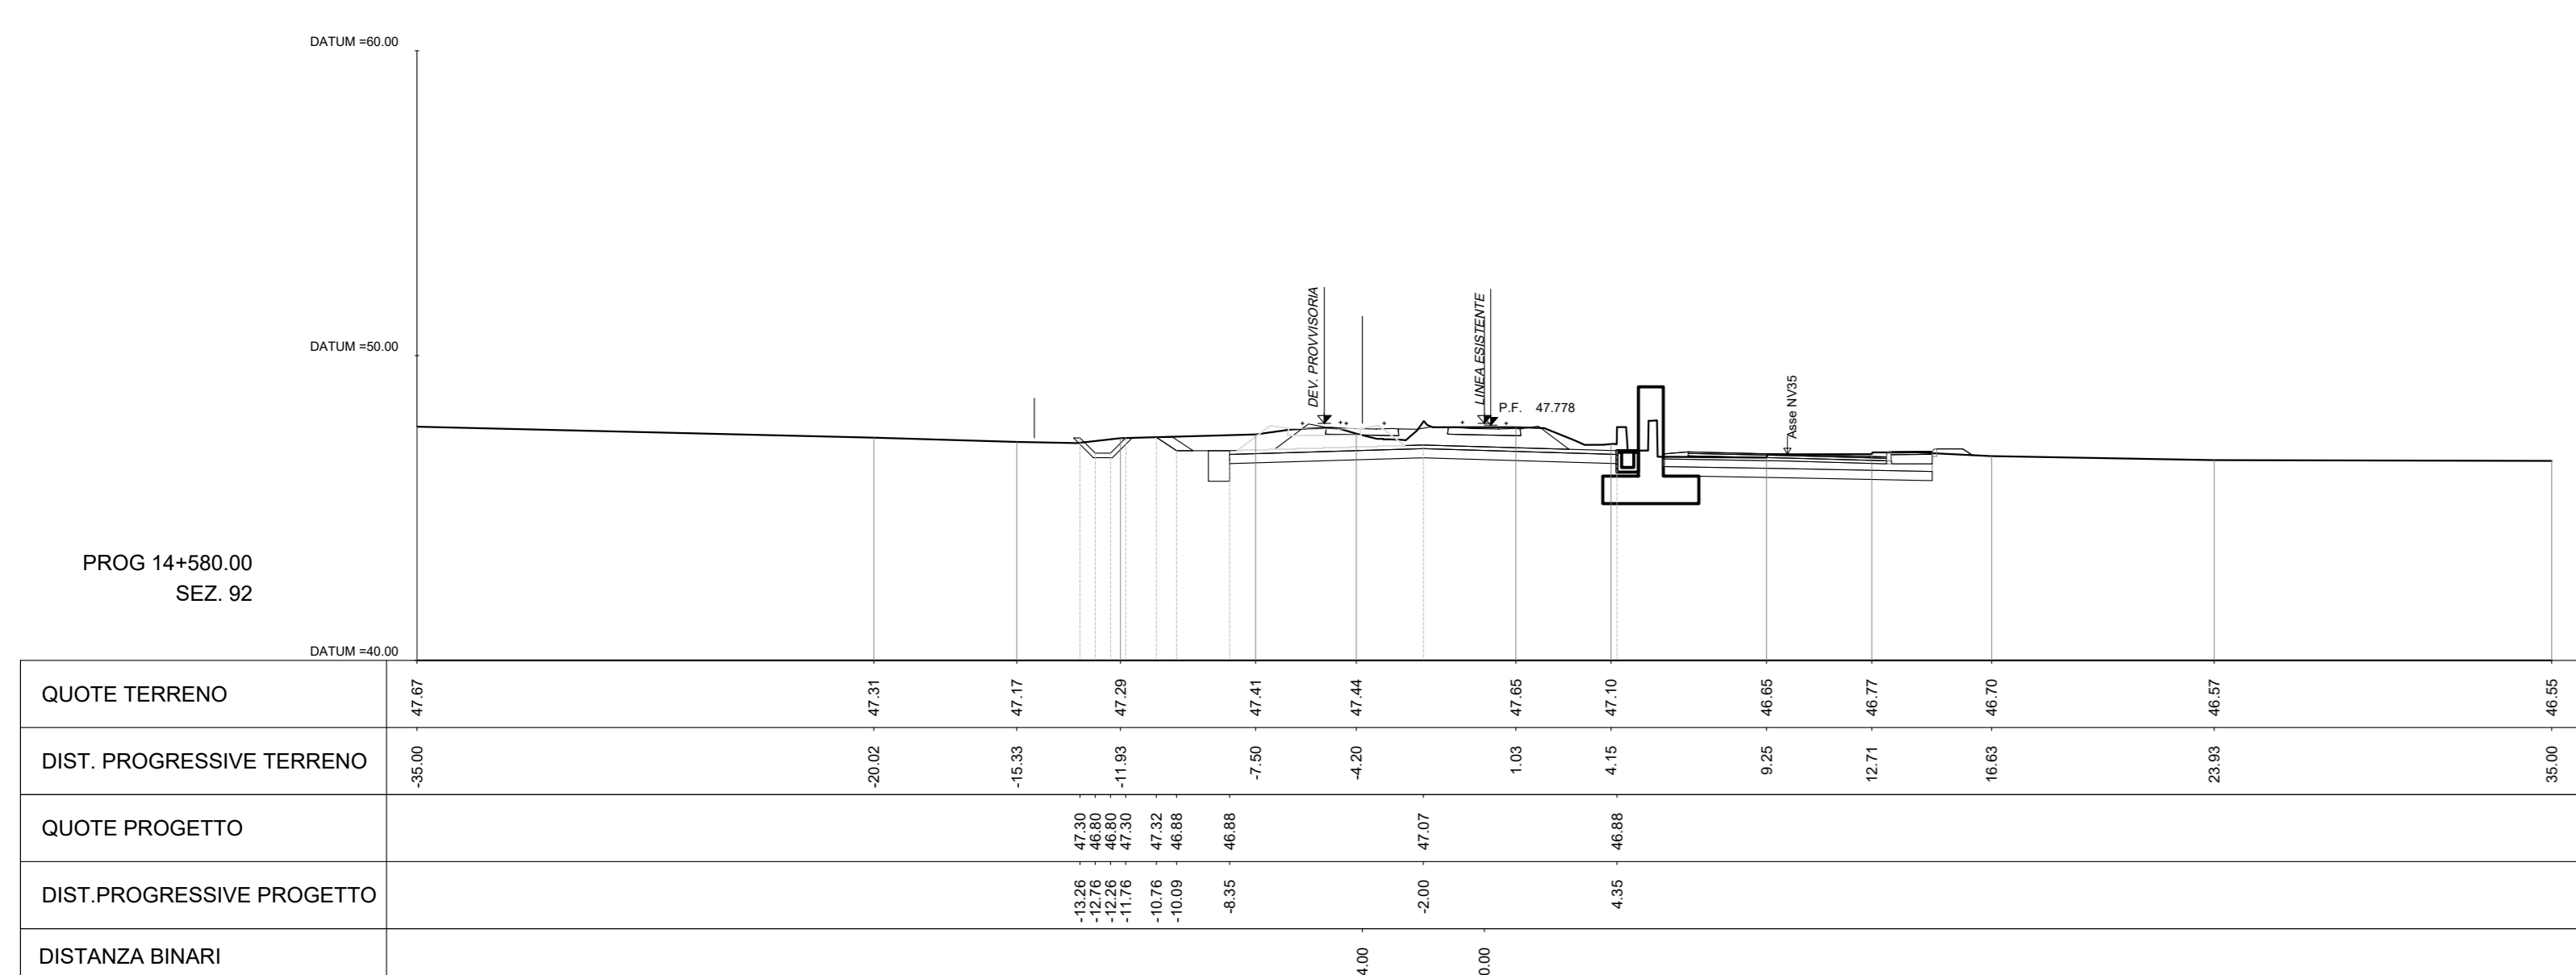 DATUM =60.00
DATUM =50.00
DEV. PROVVISORIA
LINEA ESISTENTE
P.F. 47.778
Asse NV35
PROG 14+580.00
SEZ. 92
DATUM =40.00
QUOTE TERRENO 47.67 47.31 47.17 47.29 47.41 47.44 47.65 47.10 46.65 46.77 46.70 46.57 46.55
DIST. PROGRESSIVE TERRENO -35.00 -20.02 -15.33 -11.93 -7.50 -4.20 1.03 4.15 9.25 12.71 16.63 23.93 35.00
QUOTE PROGETTO 47.30 46.80 46.80 47.30 47.32 46.88 46.88 47.07 46.88
DIST.PROGRESSIVE PROGETTO -13.26 -12.76 -12.26 -11.76 -10.76 -10.09 -8.35 -2.00 4.35
DISTANZA BINARI 4.00 0.00